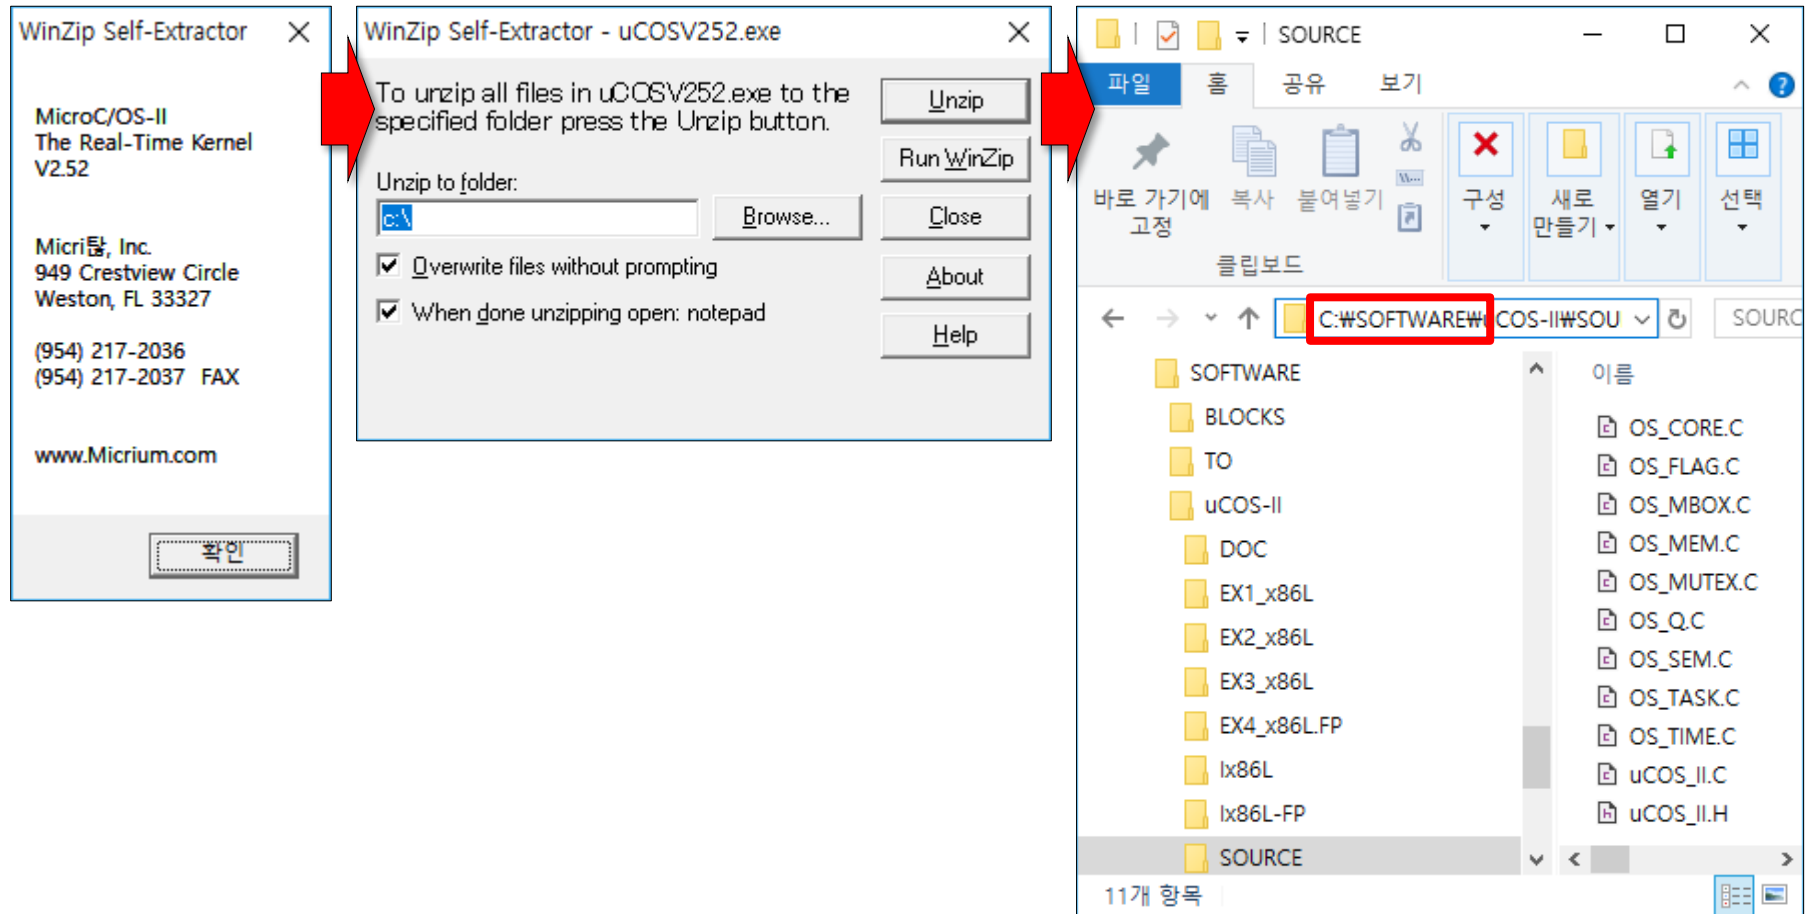 WinZip Self-Extractor
MicroC/OS-II
The Real-Time Kernel
V2.52
Micri탆, Inc.
949 Crestview Circle
Weston, FL 33327
(954) 217-2036
(954) 217-2037 FAX
www.Micrium.com
확인
WinZip Self-Extractor - uCOSV252.exe
To unzip all files in uCOSV252.exe to the
specified folder press the Unzip button.
Unzip to folder:
c:\
Browse...
Overwrite files without prompting
When done unzipping open: notepad
Unzip
Run WinZip
Close
About
Help
SOURCE
파일 홈 공유 보기
바로 가기에
고정
복사
붙여넣기
클립보드
구성
새로
만들기
열기
선택
C:₩SOFTWARE₩uCOS-II₩SOU
SOURC
SOFTWARE
BLOCKS
TO
uCOS-II
DOC
EX1_x86L
EX2_x86L
EX3_x86L
EX4_x86L.FP
Ix86L
Ix86L-FP
SOURCE
이름
OS_CORE.C
OS_FLAG.C
OS_MBOX.C
OS_MEM.C
OS_MUTEX.C
OS_Q.C
OS_SEM.C
OS_TASK.C
OS_TIME.C
uCOS_II.C
uCOS_II.H
11개 항목